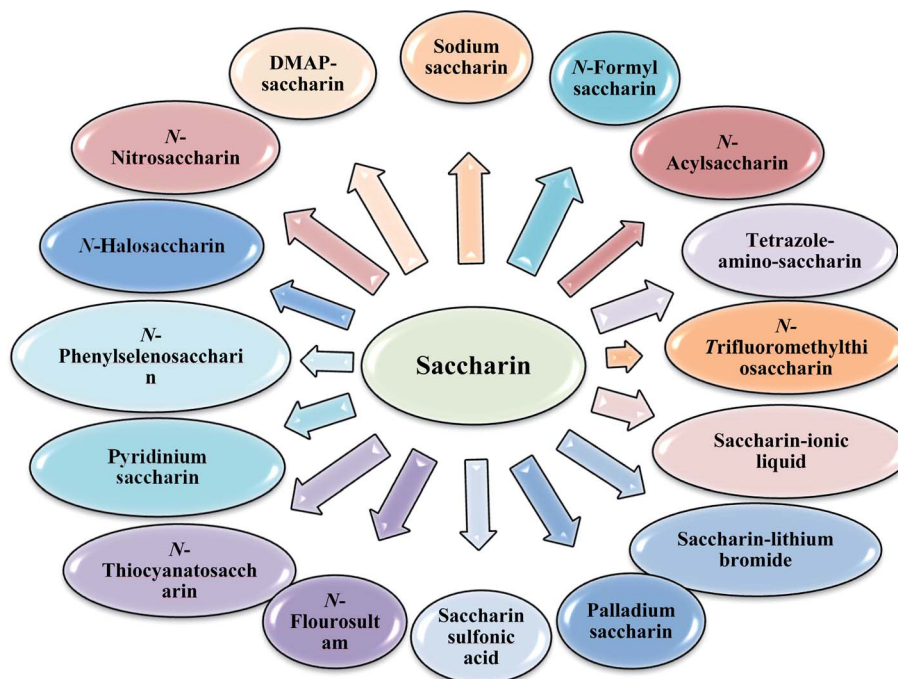 Sodium
saccharin
N-Formyl
saccharin
N-
Acylsaccharin
Tetrazole-
amino-saccharin
N-
Trifluoromethylthi
osaccharin
Saccharin-ionic
liquid
Saccharin-lithium
bromide
Palladium
saccharin
Saccharin
sulfonic
acid
N-
Flourosult
am
N-
Thiocyanatosacch
arin
Pyridinium
saccharin
N-
Phenylselenosacchari
n
N-Halosaccharin
N-
Nitrosaccharin
DMAP-
saccharin
Saccharin